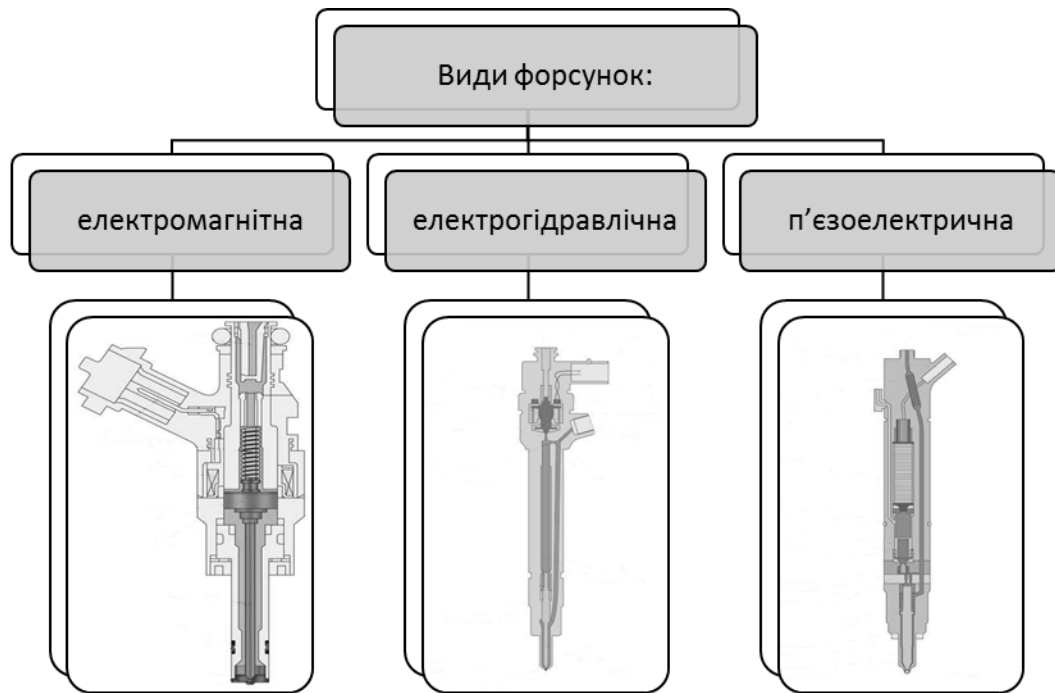 Види форсунок:
електромагнітна
електрогідравлічна
п’єзоелектрична